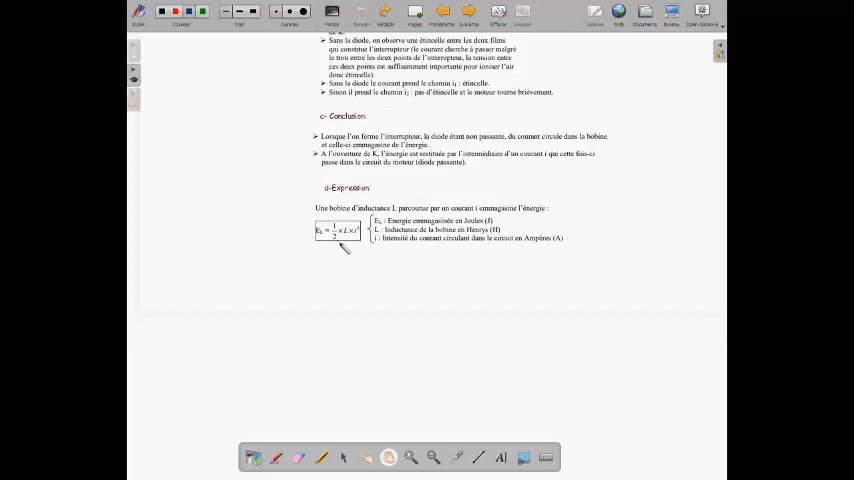 Stylet
Couleur
Trait
Gomme
Fonds
Annuler
Rétablir
Pages
Précédente
Suivante
Effacer
Grouper
Web
Documents
Bureau
Open-Sankoré
de K.
➢ Sans la diode, on observe une étincelle entre les deux films
qui constitue l'interrupteur (le courant cherche à passer malgré
le trou entre les deux points de l'interrupteur, la tension entre
ces deux points est suffisamment importante pour ioniser l'air
donc étincelle).
➢ Sans la diode le courant prend le chemin i₁ : étincelle.
➢ Sinon il prend le chemin i₂ : pas d'étincelle et le moteur tourne brièvement.
c- Conclusion:
➢ Lorsque l'on ferme l'interrupteur, la diode étant non passante, du courant circule dans la bobine
et celle-ci emmagasine de l'énergie.
➢ A l'ouverture de K, l'énergie est restituée par l'intermédiaire d'un courant i qui cette fois-ci
passe dans le circuit du moteur (diode passante).
d-Expression:
Une bobine d'inductance L parcourue par un courant i emmagasine l'énergie :
E_L = 1/2 × L × i²
E_L : Energie emmagasinée en Joules (J)
L : Inductance de la bobine en Henrys (H)
i : Intensité du courant circulant dans le circuit en Ampères (A)